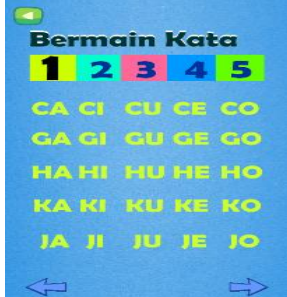 Bermain Kata
1 2 3 4 5
CA CI CU CE CO
GA GI GU GE GO
HA HI HU HE HO
KA KI KU KE KO
JA JI JU JE JO